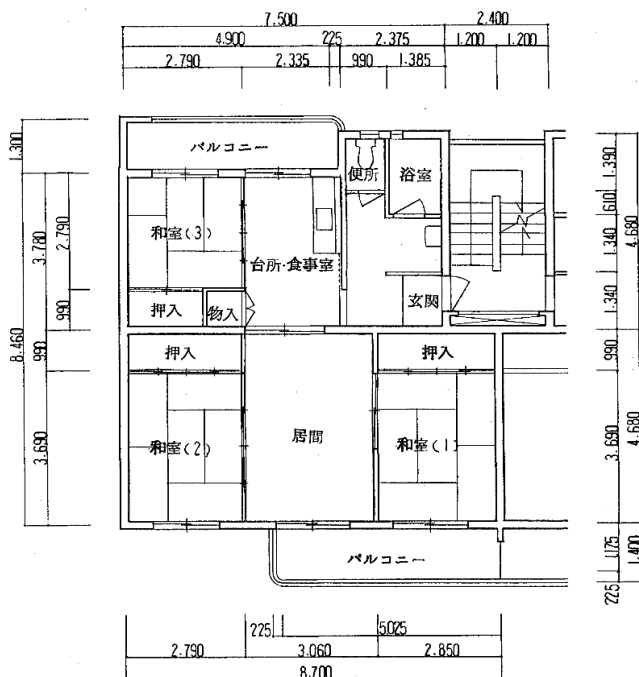 7.500
2.400
4.900
225
2.375
1.200
1.200
2.790
2.335
990
1.385
1.300
バルコニー
便所
浴室
1.390
610
4.680
3.780
2.790
和室(3)
台所・食事室
1.340
押入
物入
玄関
1.340
990
8.460
990
押入
押入
990
3.690
和室(2)
居間
和室(1)
3.690
4.680
バルコニー
1.175
1.400
225
225
5.025
2.790
3.060
2.850
8.700